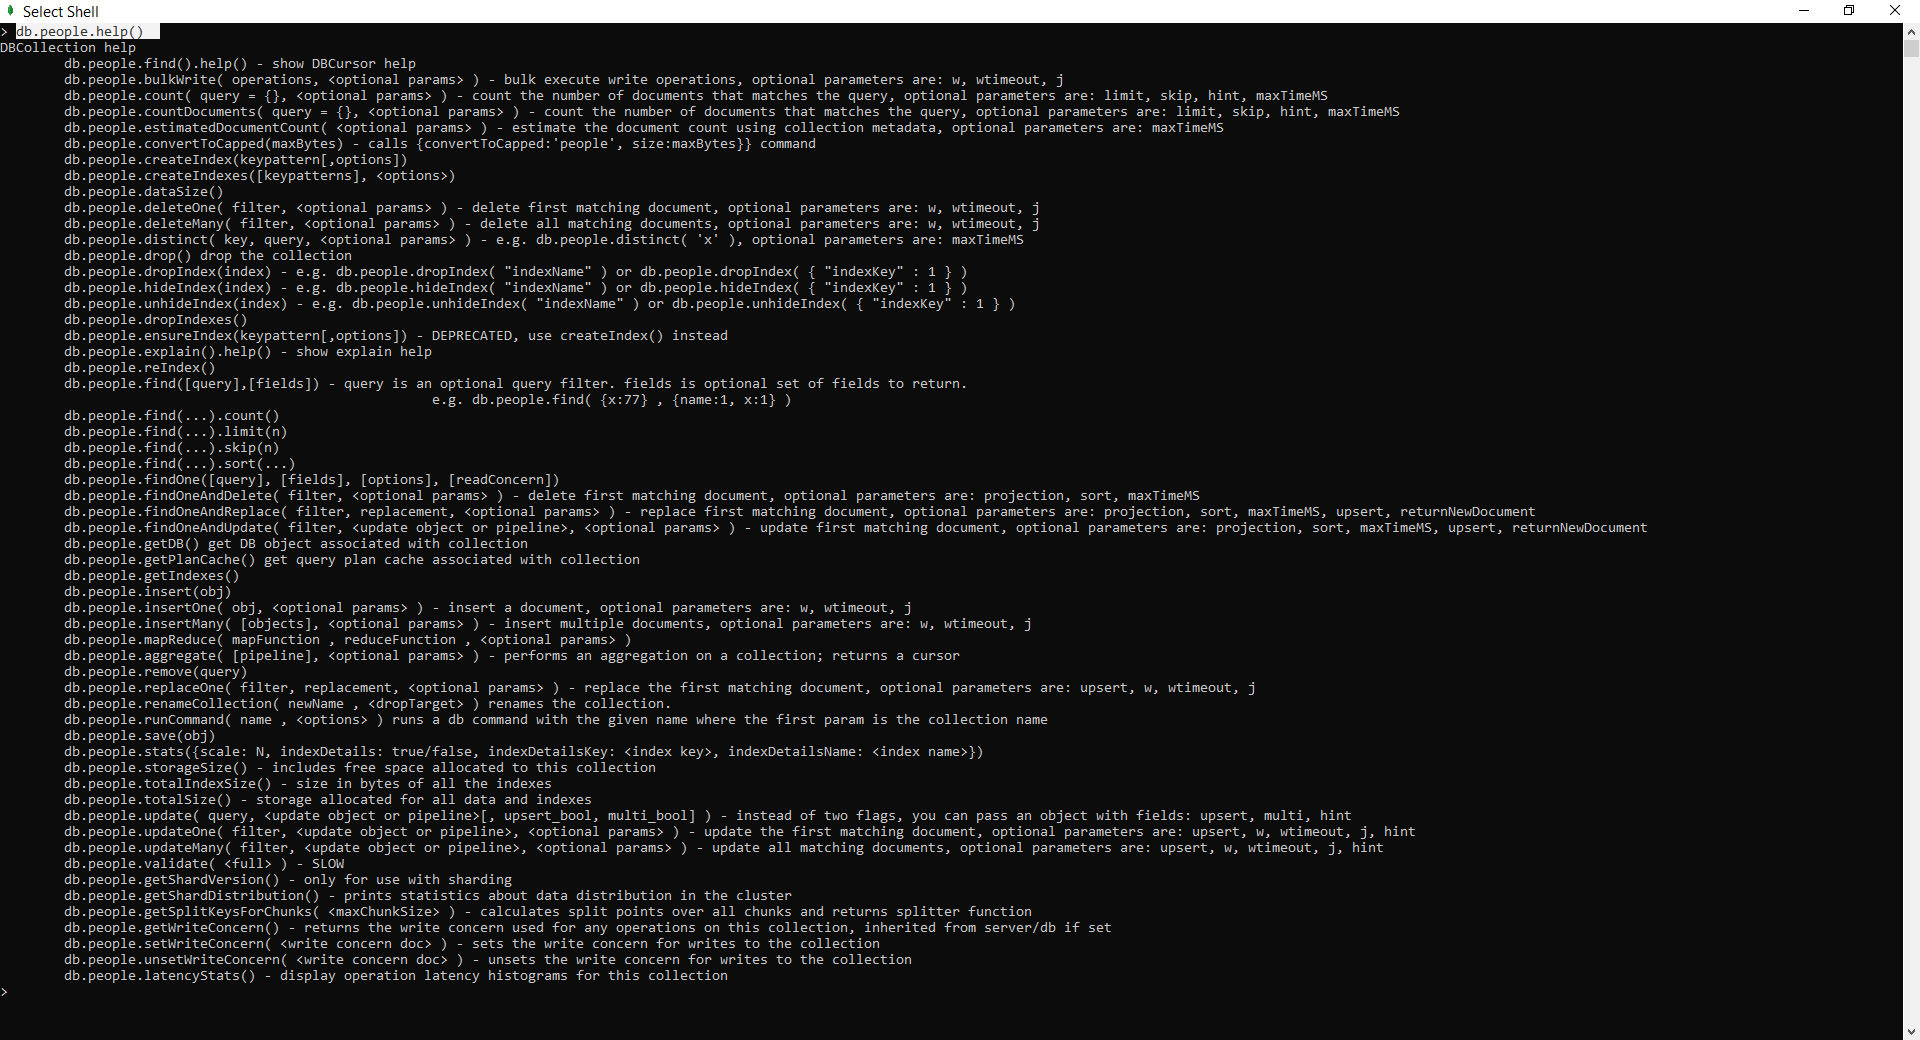 Select Shell
> db.people.help()
DBCollection help
db.people.find().help() - show DBCursor help
db.people.bulkWrite( operations, <optional params> ) - bulk execute write operations, optional parameters are: w, wtimeout, j
db.people.count( query = {}, <optional params> ) - count the number of documents that matches the query, optional parameters are: limit, skip, hint, maxTimeMS
db.people.countDocuments( query = {}, <optional params> ) - count the number of documents that matches the query, optional parameters are: limit, skip, hint, maxTimeMS
db.people.estimatedDocumentCount( <optional params> ) - estimate the document count using collection metadata, optional parameters are: maxTimeMS
db.people.convertToCapped(maxBytes) - calls {convertToCapped:'people', size:maxBytes}} command
db.people.createIndex(keypattern[,options])
db.people.createIndexes([keypatterns], <options>)
db.people.dataSize()
db.people.deleteOne( filter, <optional params> ) - delete first matching document, optional parameters are: w, wtimeout, j
db.people.deleteMany( filter, <optional params> ) - delete all matching documents, optional parameters are: w, wtimeout, j
db.people.distinct( key, query, <optional params> ) - e.g. db.people.distinct( 'x' ), optional parameters are: maxTimeMS
db.people.drop() drop the collection
db.people.dropIndex(index) - e.g. db.people.dropIndex( "indexName" ) or db.people.dropIndex( { "indexKey" : 1 } )
db.people.hideIndex(index) - e.g. db.people.hideIndex( "indexName" ) or db.people.hideIndex( { "indexKey" : 1 } )
db.people.unhideIndex(index) - e.g. db.people.unhideIndex( "indexName" ) or db.people.unhideIndex( { "indexKey" : 1 } )
db.people.dropIndexes()
db.people.ensureIndex(keypattern[,options]) - DEPRECATED, use createIndex() instead
db.people.explain().help() - show explain help
db.people.reIndex()
db.people.find([query],[fields]) - query is an optional query filter. fields is optional set of fields to return.
e.g. db.people.find( {x:77} , {name:1, x:1} )
db.people.find(...).count()
db.people.find(...).limit(n)
db.people.find(...).skip(n)
db.people.find(...).sort(...)
db.people.findOne([query], [fields], [options], [readConcern])
db.people.findOneAndDelete( filter, <optional params> ) - delete first matching document, optional parameters are: projection, sort, maxTimeMS
db.people.findOneAndReplace( filter, replacement, <optional params> ) - replace first matching document, optional parameters are: projection, sort, maxTimeMS, upsert, returnNewDocument
db.people.findOneAndUpdate( filter, <update object or pipeline>, <optional params> ) - update first matching document, optional parameters are: projection, sort, maxTimeMS, upsert, returnNewDocument
db.people.getDB() get DB object associated with collection
db.people.getPlanCache() get query plan cache associated with collection
db.people.getIndexes()
db.people.insert(obj)
db.people.insertOne( obj, <optional params> ) - insert a document, optional parameters are: w, wtimeout, j
db.people.insertMany( [objects], <optional params> ) - insert multiple documents, optional parameters are: w, wtimeout, j
db.people.mapReduce( mapFunction , reduceFunction , <optional params> )
db.people.aggregate( [pipeline], <optional params> ) - performs an aggregation on a collection; returns a cursor
db.people.remove(query)
db.people.replaceOne( filter, replacement, <optional params> ) - replace the first matching document, optional parameters are: upsert, w, wtimeout, j
db.people.renameCollection( newName , <dropTarget> ) renames the collection.
db.people.runCommand( name , <options> ) runs a db command with the given name where the first param is the collection name
db.people.save(obj)
db.people.stats({scale: N, indexDetails: true/false, indexDetailsKey: <index key>, indexDetailsName: <index name>})
db.people.storageSize() - includes free space allocated to this collection
db.people.totalIndexSize() - size in bytes of all the indexes
db.people.totalSize() - storage allocated for all data and indexes
db.people.update( query, <update object or pipeline>[, upsert_bool, multi_bool] ) - instead of two flags, you can pass an object with fields: upsert, multi, hint
db.people.updateOne( filter, <update object or pipeline>, <optional params> ) - update the first matching document, optional parameters are: upsert, w, wtimeout, j, hint
db.people.updateMany( filter, <update object or pipeline>, <optional params> ) - update all matching documents, optional parameters are: upsert, w, wtimeout, j, hint
db.people.validate( <full> ) - SLOW
db.people.getShardVersion() - only for use with sharding
db.people.getShardDistribution() - prints statistics about data distribution in the cluster
db.people.getSplitKeysForChunks( <maxChunkSize> ) - calculates split points over all chunks and returns splitter function
db.people.getWriteConcern() - returns the write concern used for any operations on this collection, inherited from server/db if set
db.people.setWriteConcern( <write concern doc> ) - sets the write concern for writes to the collection
db.people.unsetWriteConcern( <write concern doc> ) - unsets the write concern for writes to the collection
db.people.latencyStats() - display operation latency histograms for this collection
>